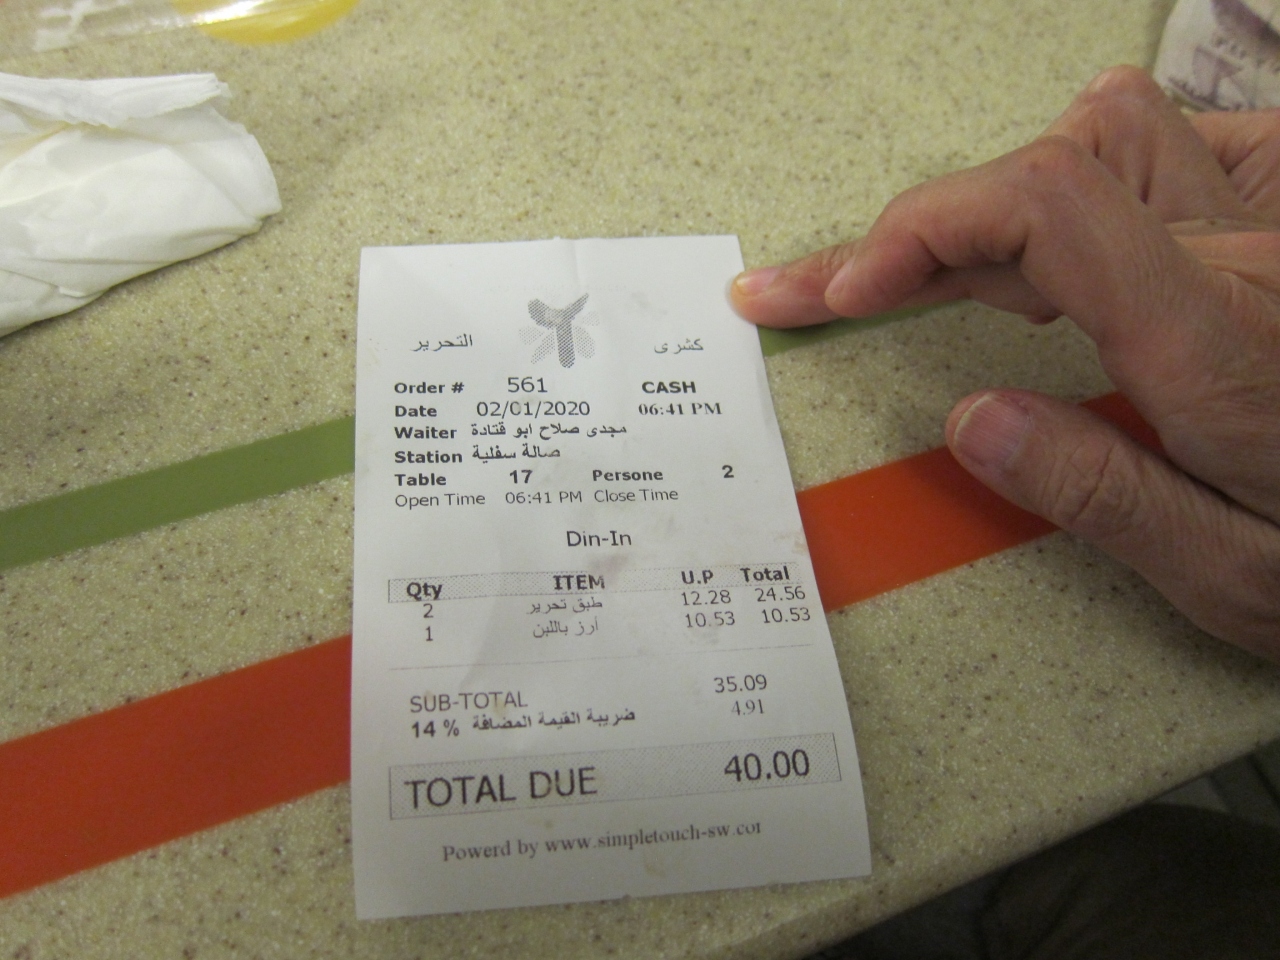 كشرى التحرير
Order # 561 CASH
Date 02/01/2020 06:41 PM
Waiter مجدى صلاح ابو قتادة
Station صالة سفلية
Table 17 Persone 2
Open Time 06:41 PM Close Time
Din-In
Qty ITEM U.P Total
2 طبق تحرير 12.28 24.56
1 أرز باللبن 10.53 10.53
SUB-TOTAL 35.09
14 % ضريبة القيمة المضافة 4.91
TOTAL DUE 40.00
Powerd by www.simpletouch-sw.cor